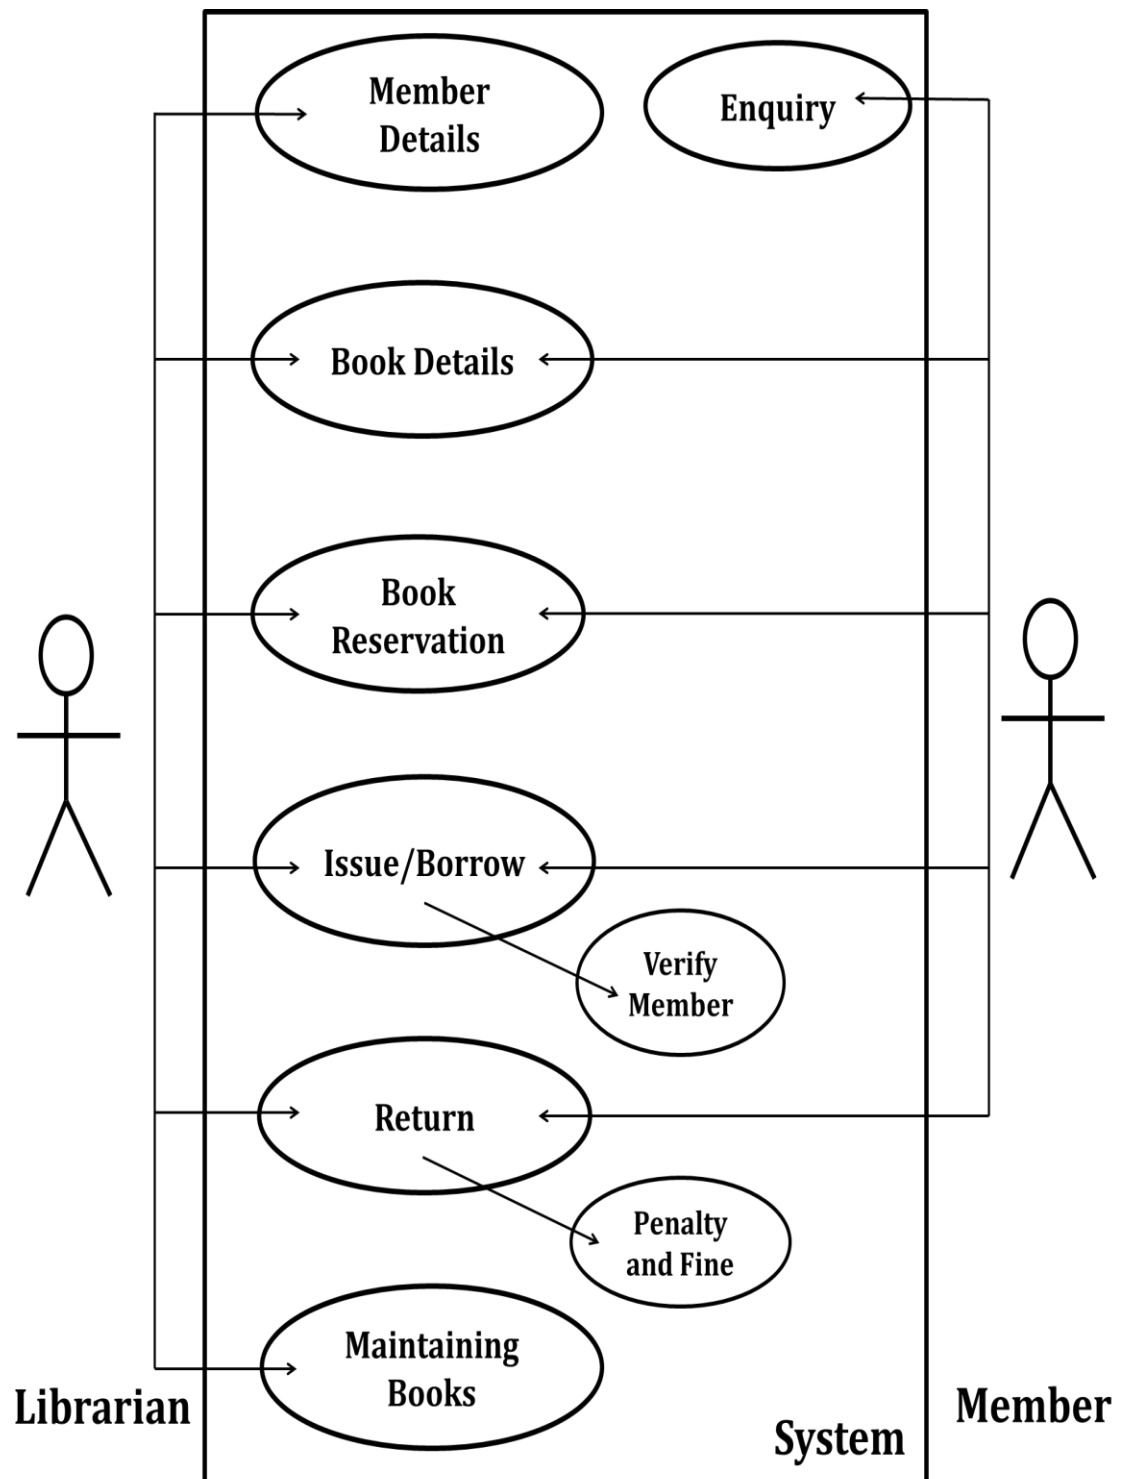 Member
Details
Enquiry
Book Details
Book
Reservation
Issue/Borrow
Verify
Member
Return
Penalty
and Fine
Maintaining
Books
Librarian
System
Member